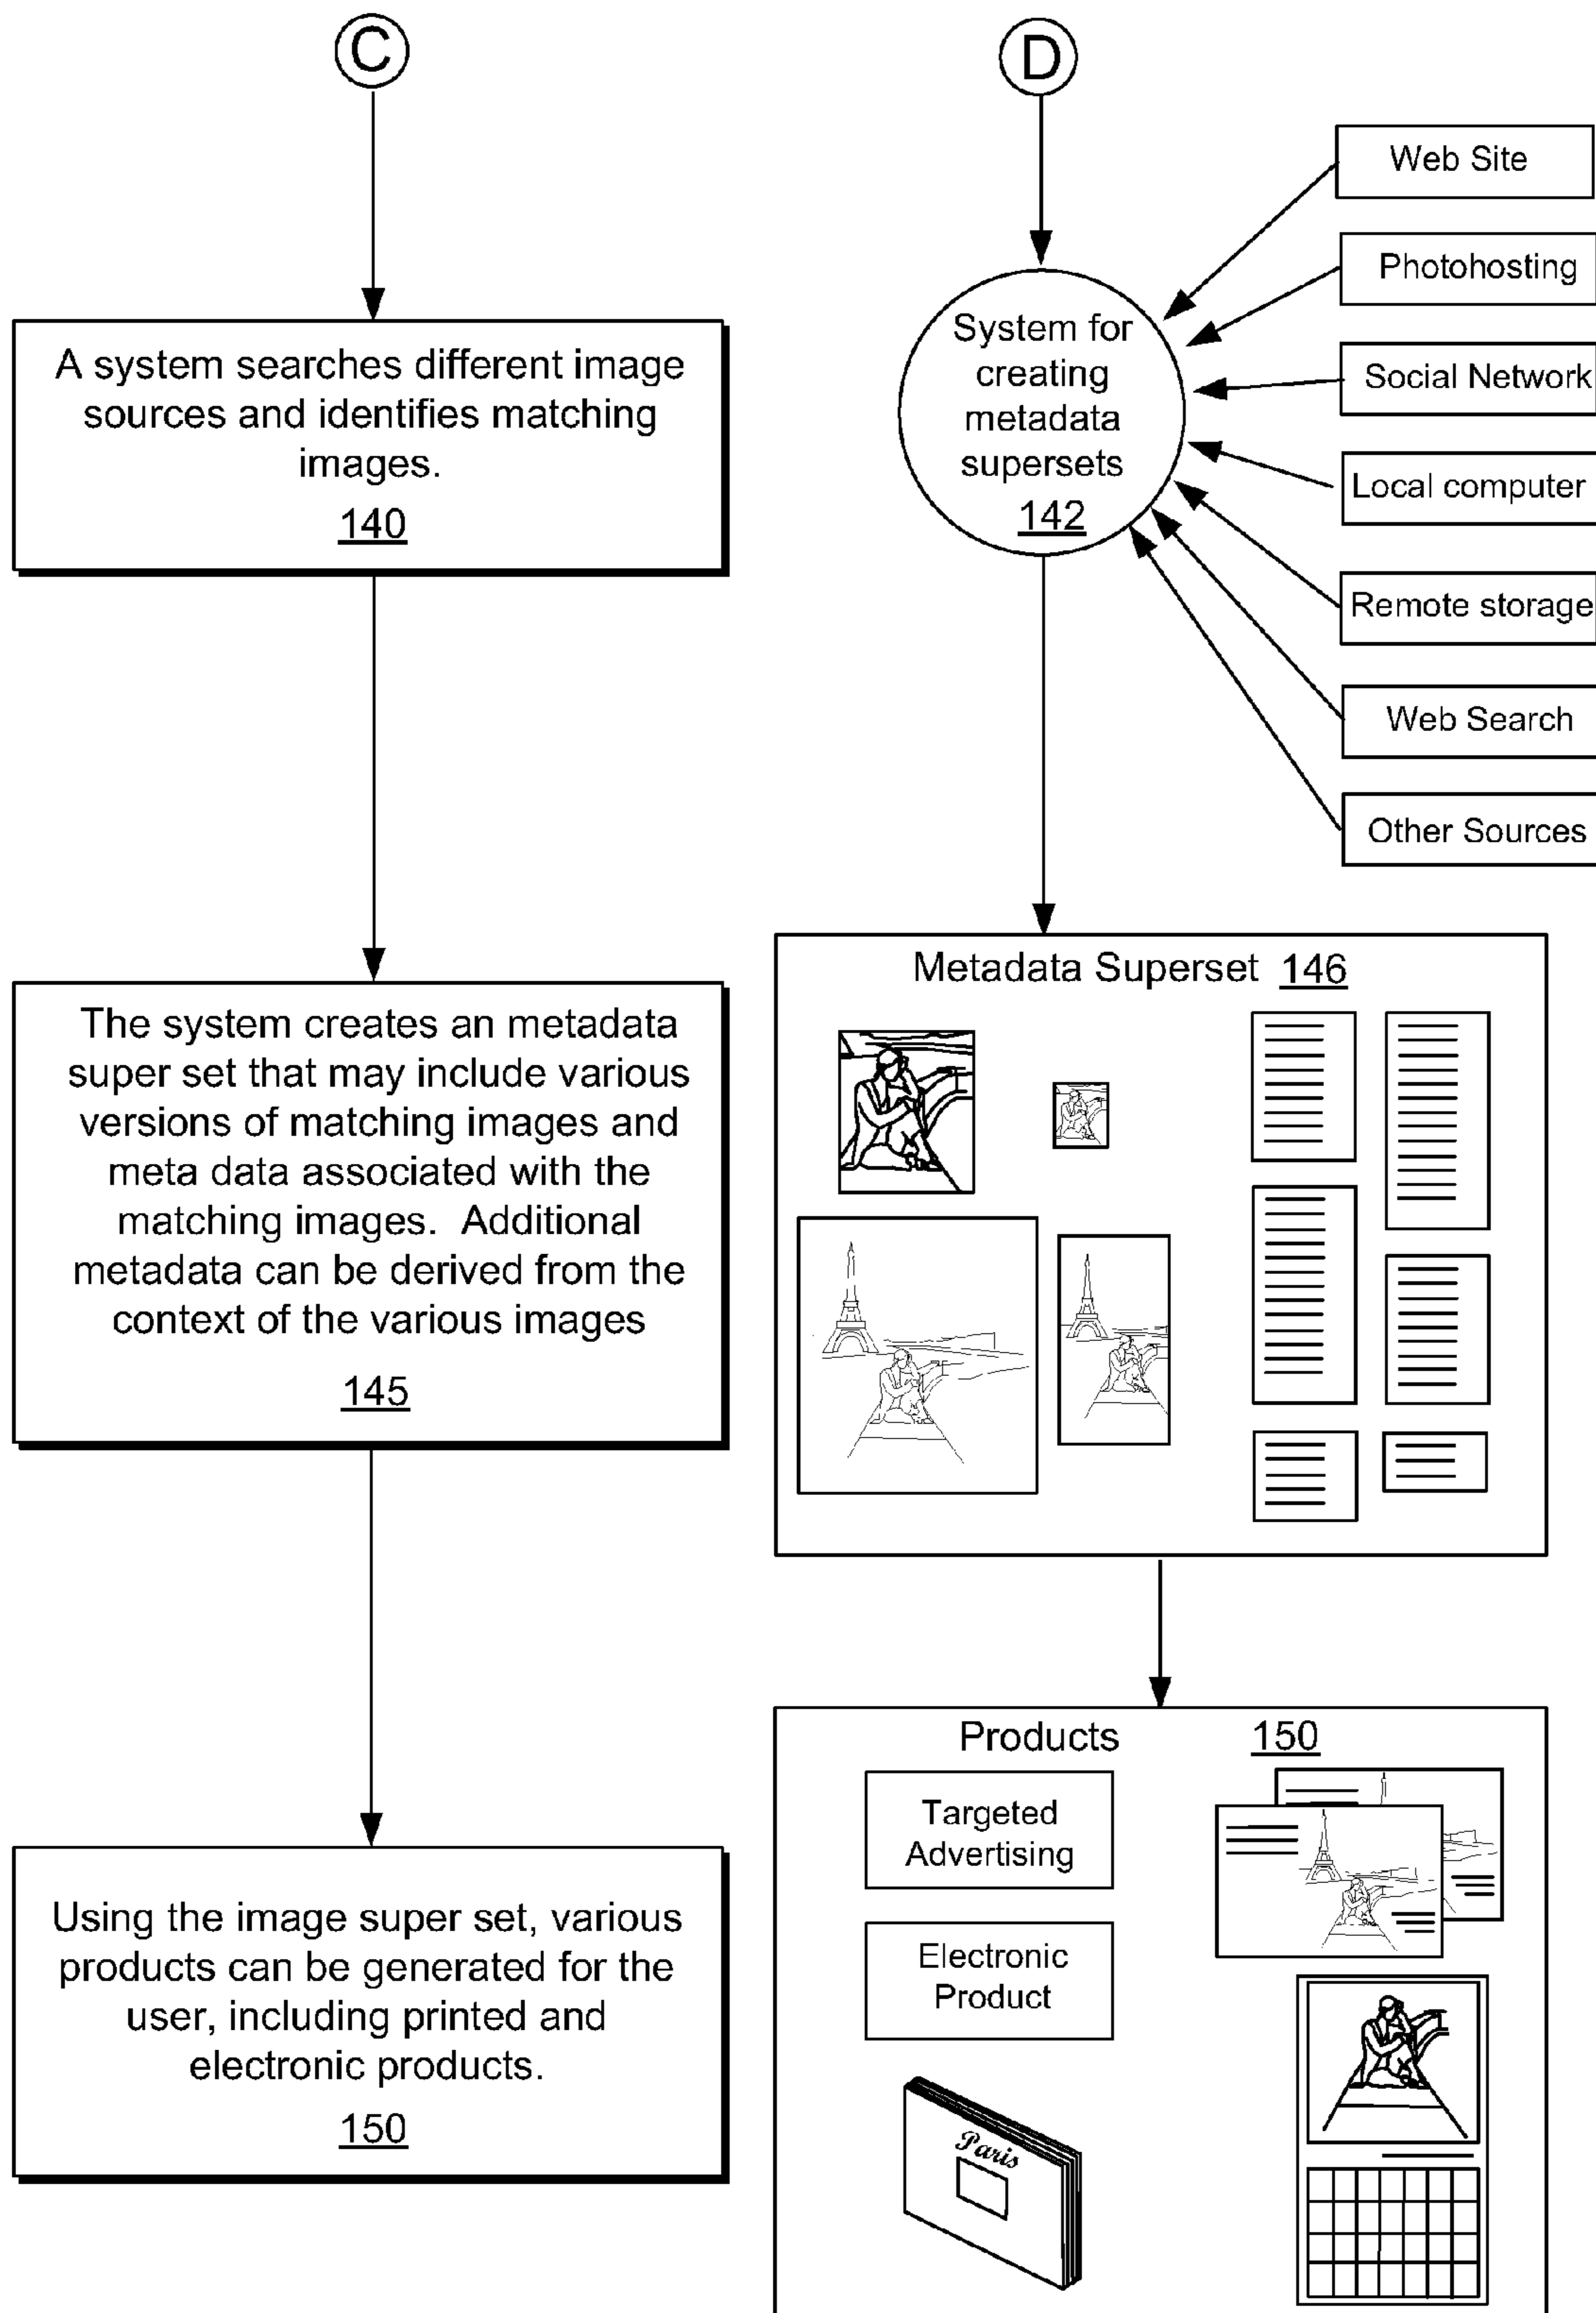 C
A system searches different image
sources and identifies matching
images.
140
The system creates an metadata
super set that may include various
versions of matching images and
meta data associated with the
matching images. Additional
metadata can be derived from the
context of the various images
145
Using the image super set, various
products can be generated for the
user, including printed and
electronic products.
150
D
System for
creating
metadata
supersets
142
Web Site
Photohosting
Social Network
Local computer
Remote storage
Web Search
Other Sources
Metadata Superset 146
Products 150
Targeted
Advertising
Electronic
Product
Paris